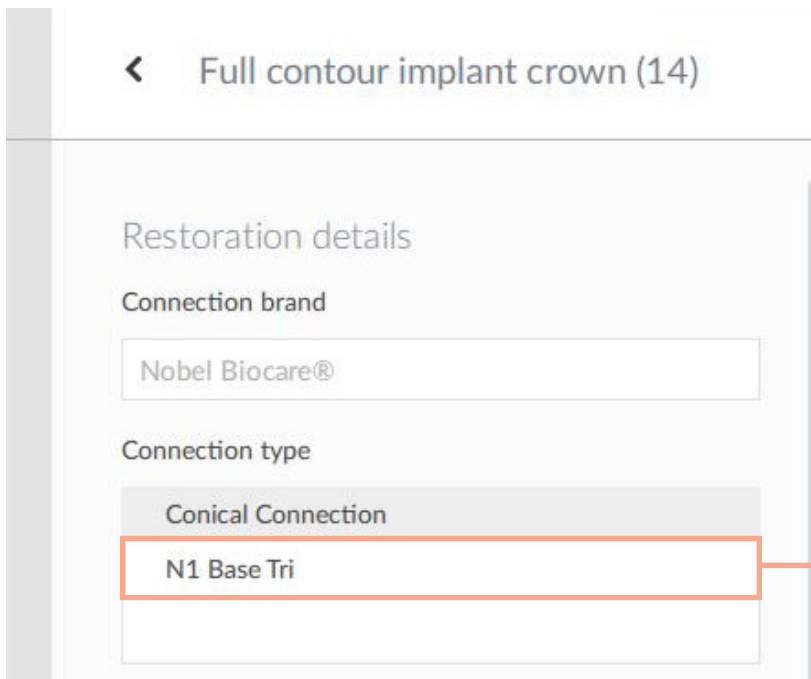 Full contour implant crown (14)
Restoration details
Connection brand
Nobel Biocare®
Connection type
Conical Connection
N1 Base Tri